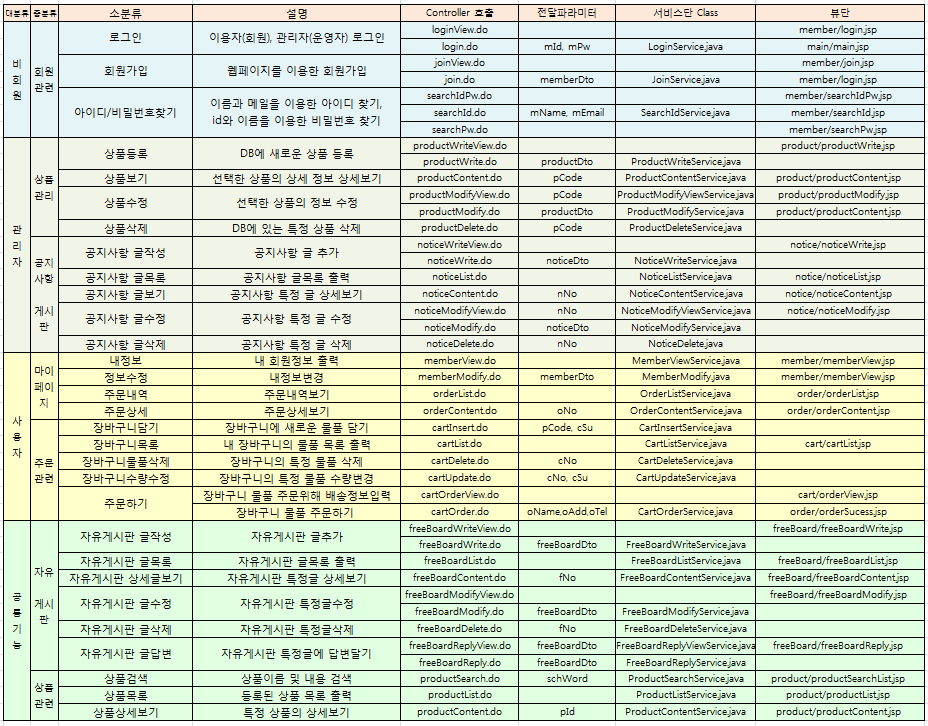 대분류 중분류 소분류 설명 Controller 호출 전달파라미터 서비스단 Class 뷰단
비회원 회원관련 로그인 이용자(회원), 관리자(운영자) 로그인 loginView.do member/login.jsp
login.do mId, mPw LoginService.java main/main.jsp
회원가입 웹페이지를 이용한 회원가입 joinView.do member/join.jsp
join.do memberDto JoinService.java member/login.jsp
아이디/비밀번호찾기 이름과 메일을 이용한 아이디 찾기, searchIdPw.do member/searchIdPw.jsp
id와 이름을 이용한 비밀번호 찾기 searchId.do mName, mEmail SearchIdService.java member/searchId.jsp
searchPw.do member/searchPw.jsp
관리자 상품관리 상품등록 DB에 새로운 상품 등록 productWriteView.do product/productWrite.jsp
productWrite.do productDto ProductWriteService.java
상품보기 선택한 상품의 상세 정보 상세보기 productContent.do pCode ProductContentService.java product/productContent.jsp
상품수정 선택한 상품의 정보 수정 productModifyView.do pCode ProductModifyViewService.java product/productModify.jsp
productModify.do productDto ProductModifyService.java product/productContent.jsp
상품삭제 DB에 있는 특정 상품 삭제 productDelete.do pCode ProductDeleteService.java
공지사항 게시판 공지사항 글작성 공지사항 글 추가 noticeWriteView.do notice/noticeWrite.jsp
noticeWrite.do noticeDto NoticeWriteService.java
공지사항 글목록 공지사항 글목록 출력 noticeList.do NoticeListService.java notice/noticeList.jsp
공지사항 글보기 공지사항 특정 글 상세보기 noticeContent.do nNo NoticeContentService.java notice/noticeContent.jsp
공지사항 글수정 공지사항 특정 글 수정 noticeModifyView.do nNo NoticeModifyViewService.java notice/noticeModify.jsp
noticeModify.do noticeDto NoticeModifyService.java
공지사항 글삭제 공지사항 특정 글 삭제 noticeDelete.do nNo NoticeDelete.java
사용자 마이페이지 내정보 내 회원정보 출력 memberView.do MemberViewService.java member/memberView.jsp
정보수정 내정보변경 memberModify.do memberDto MemberModify.java member/memberView.jsp
주문내역 주문내역보기 orderList.do OrderListService.java order/orderList.jsp
주문상세 주문상세보기 orderContent.do oNo OrderContentService.java order/orderContent.jsp
주문관련 장바구니담기 장바구니에 새로운 물품 담기 cartInsert.do pCode, cSu CartInsertService.java
장바구니목록 내 장바구니의 물품 목록 출력 cartList.do CartListService.java cart/cartList.jsp
장바구니물품삭제 장바구니의 특정 물품 삭제 cartDelete.do cNo CartDeleteService.java
장바구니수량수정 장바구니의 특정 물품 수량변경 cartUpdate.do cNo, cSu CartUpdateService.java
주문하기 장바구니 물품 주문위해 배송정보입력 cartOrderView.do cart/orderView.jsp
장바구니 물품 주문하기 cartOrder.do oName,oAdd,oTel CartOrderService.java order/orderSucess.jsp
공통기능 자유게시판 자유게시판 글작성 자유게시판 글추가 freeBoardWriteView.do freeBoard/freeBoardWrite.jsp
freeBoardWrite.do freeBoardDto FreeBoardWriteService.java
자유게시판 글목록 자유게시판 글목록 출력 freeBoardList.do FreeBoardListService.java freeBoard/freeBoardList.jsp
자유게시판 상세글보기 자유게시판 특정글 상세보기 freeBoardContent.do fNo FreeBoardContentService.java freeBoard/freeBoardContent.jsp
자유게시판 글수정 자유게시판 특정글수정 freeBoardModifyView.do freeBoard/freeBoardModify.jsp
freeBoardModify.do freeBoardDto FreeBoardModifyService.java
자유게시판 글삭제 자유게시판 특정글삭제 freeBoardDelete.do fNo FreeBoardDeleteService.java
자유게시판 글답변 자유게시판 특정글에 답변달기 freeBoardReplyView.do freeBoardDto FreeBoardReplyViewService.java freeBoard/freeBoardReply.jsp
freeBoardReply.do freeBoardDto FreeBoardReplyService.java
상품관련 상품검색 상품이름 및 내용 검색 productSearch.do schWord ProductSearchService.java product/productSearchList.jsp
상품목록 등록된 상품 목록 출력 productList.do ProductListService.java product/productList.jsp
상품상세보기 특정 상품의 상세보기 productContent.do pId ProductContentService.java product/productContent.jsp